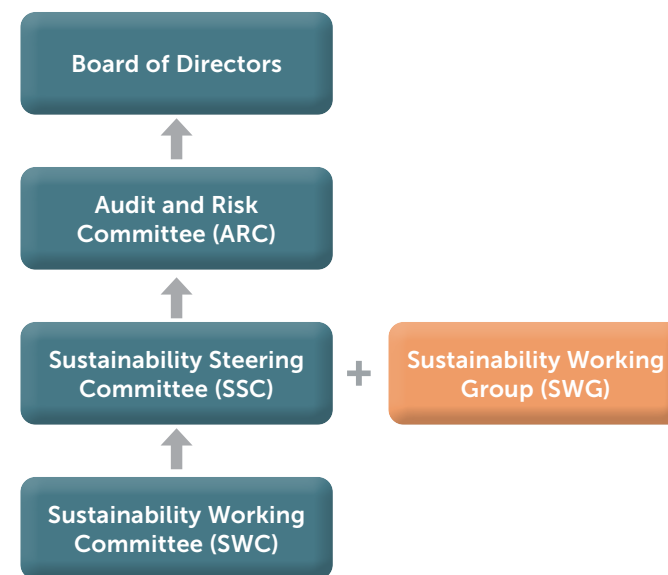 Board of Directors
Audit and Risk
Committee (ARC)
Sustainability Steering
Committee (SSC)
+
Sustainability Working
Group (SWG)
Sustainability Working
Committee (SWC)